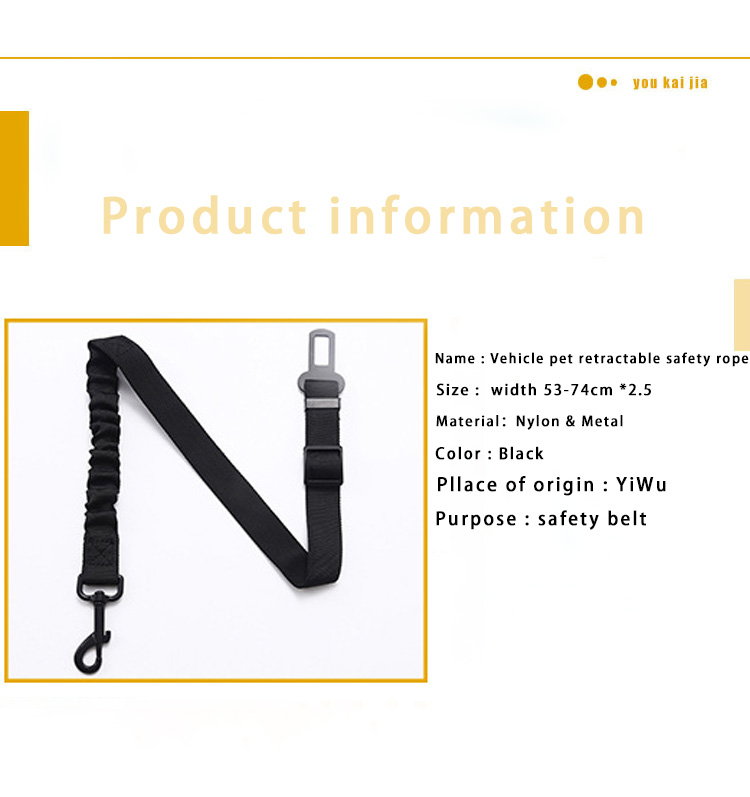 you kai jia
Product information
Name : Vehicle pet retractable safety rope
Size : width 53-74cm *2.5
Material: Nylon & Metal
Color : Black
Pllace of origin : YiWu
Purpose : safety belt